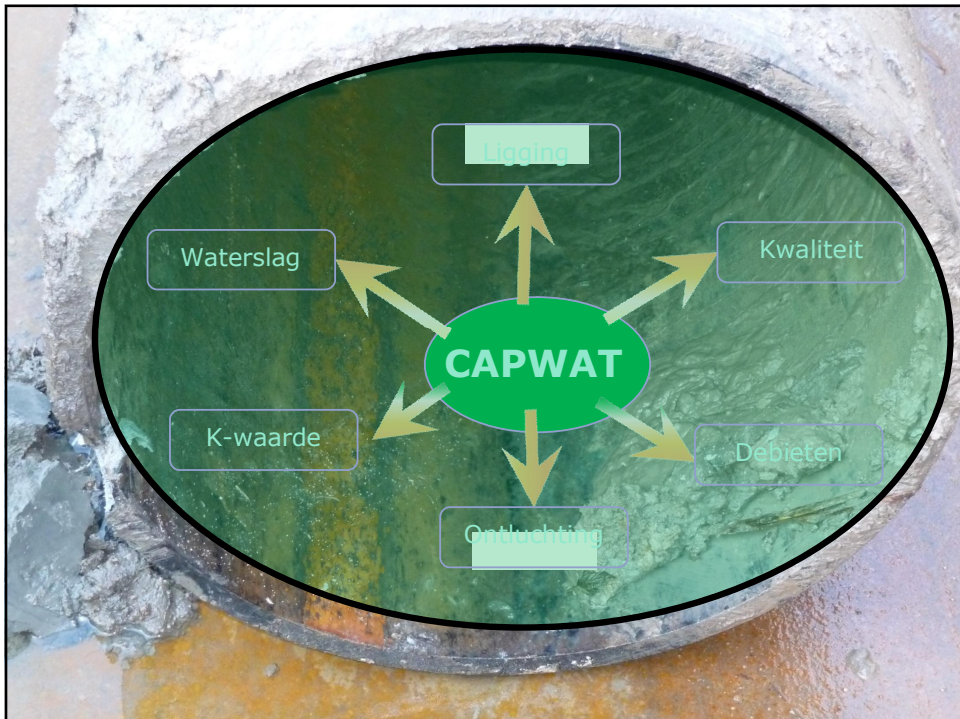 Ligging
Waterslag
Kwaliteit
CAPWAT
K-waarde
Debieten
Ontluchting